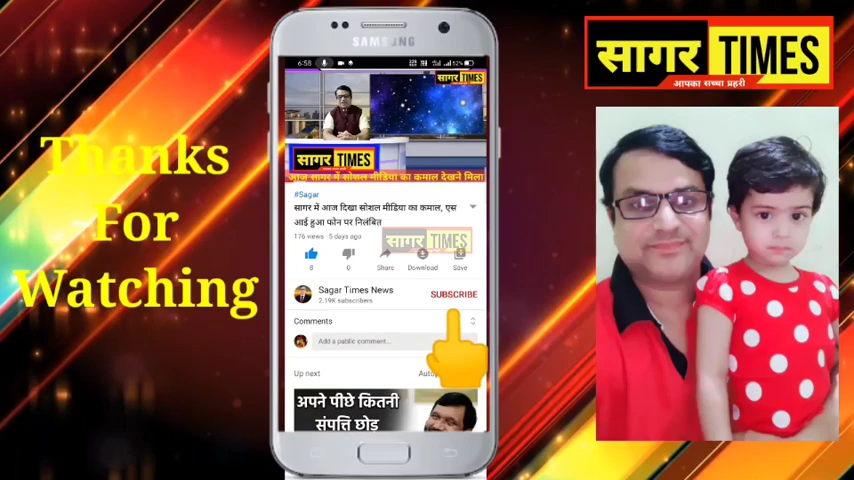 Thanks
For
Watching
SAMSUNG
6:58
52%
सागर TIMES
सागर TIMES
आज सागर में सोशल मीडिया का कमाल देखने मिला
#Sagar
सागर में आज दिखा सोशल मीडिया का कमाल, एस
आई हुआ फोन पर निलंबित
176 views · 5 days ago
सागर TIMES
8
0
Share
Download
Save
Sagar Times News
2.19K subscribers
SUBSCRIBE
Comments
Add a public comment...
Up next
अपने पीछे कितनी
संपत्ति छोड़
सागर TIMES
आपका सच्चा प्रहरी